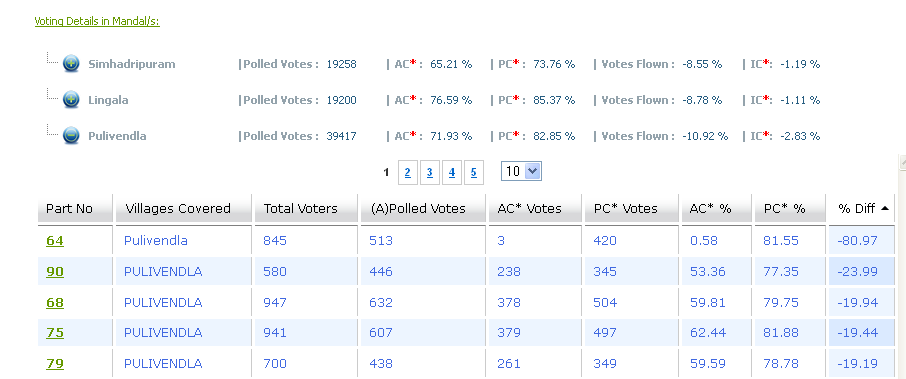 Voting Details in Mandal/s:
Simhadripuram |Polled Votes : 19258 | AC* : 65.21 % | PC* : 73.76 % | Votes Flown : -8.55 % | IC*: -1.19 %
Lingala |Polled Votes : 19200 | AC* : 76.59 % | PC* : 85.37 % | Votes Flown : -8.78 % | IC*: -1.11 %
Pulivendla |Polled Votes : 39417 | AC* : 71.93 % | PC* : 82.85 % | Votes Flown : -10.92 % | IC*: -2.83 %
1 2 3 4 5 10
Part No Villages Covered Total Voters (A)Polled Votes AC* Votes PC* Votes AC* % PC* % % Diff
64 Pulivendla 845 513 3 420 0.58 81.55 -80.97
90 PULIVENDLA 580 446 238 345 53.36 77.35 -23.99
68 PULIVENDLA 947 632 378 504 59.81 79.75 -19.94
75 PULIVENDLA 941 607 379 497 62.44 81.88 -19.44
79 PULIVENDLA 700 438 261 349 59.59 78.78 -19.19